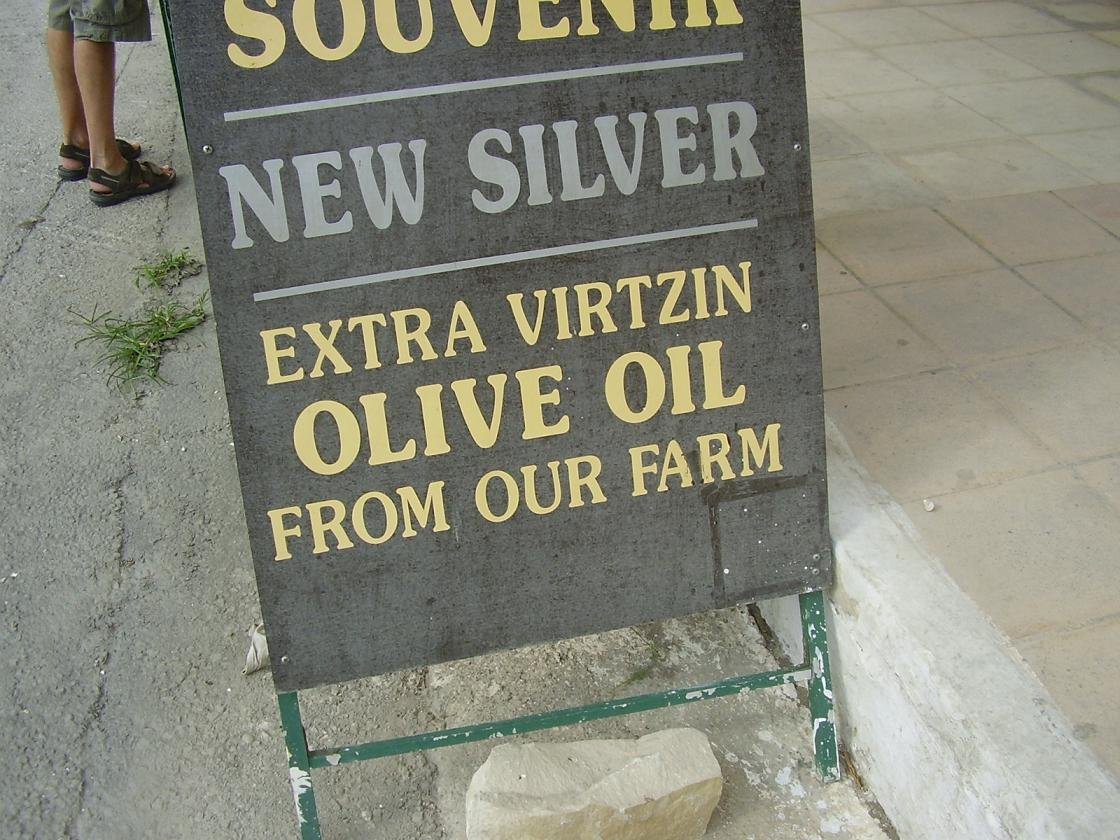 SOUVENIR
NEW SILVER
EXTRA VIRTZIN
OLIVE OIL
FROM OUR FARM